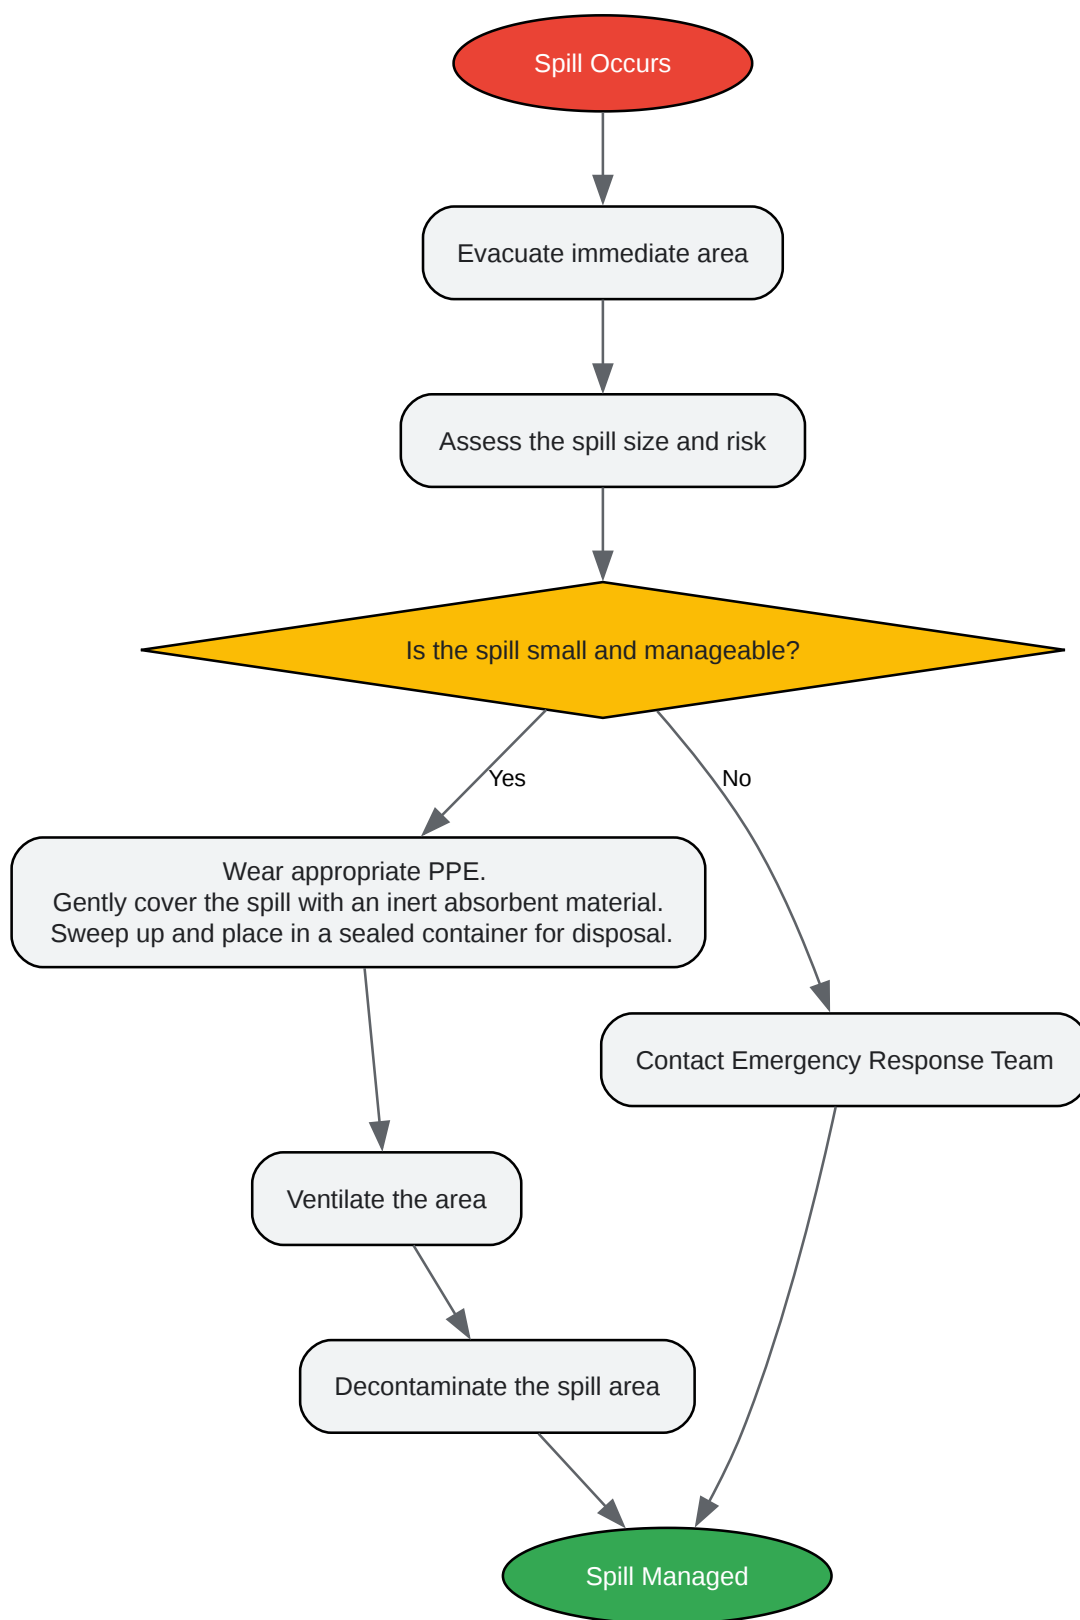 Spill Occurs
Evacuate immediate area
Assess the spill size and risk
Is the spill small and manageable?
Yes
No
Wear appropriate PPE.
Gently cover the spill with an inert absorbent material.
Sweep up and place in a sealed container for disposal.
Contact Emergency Response Team
Ventilate the area
Decontaminate the spill area
Spill Managed